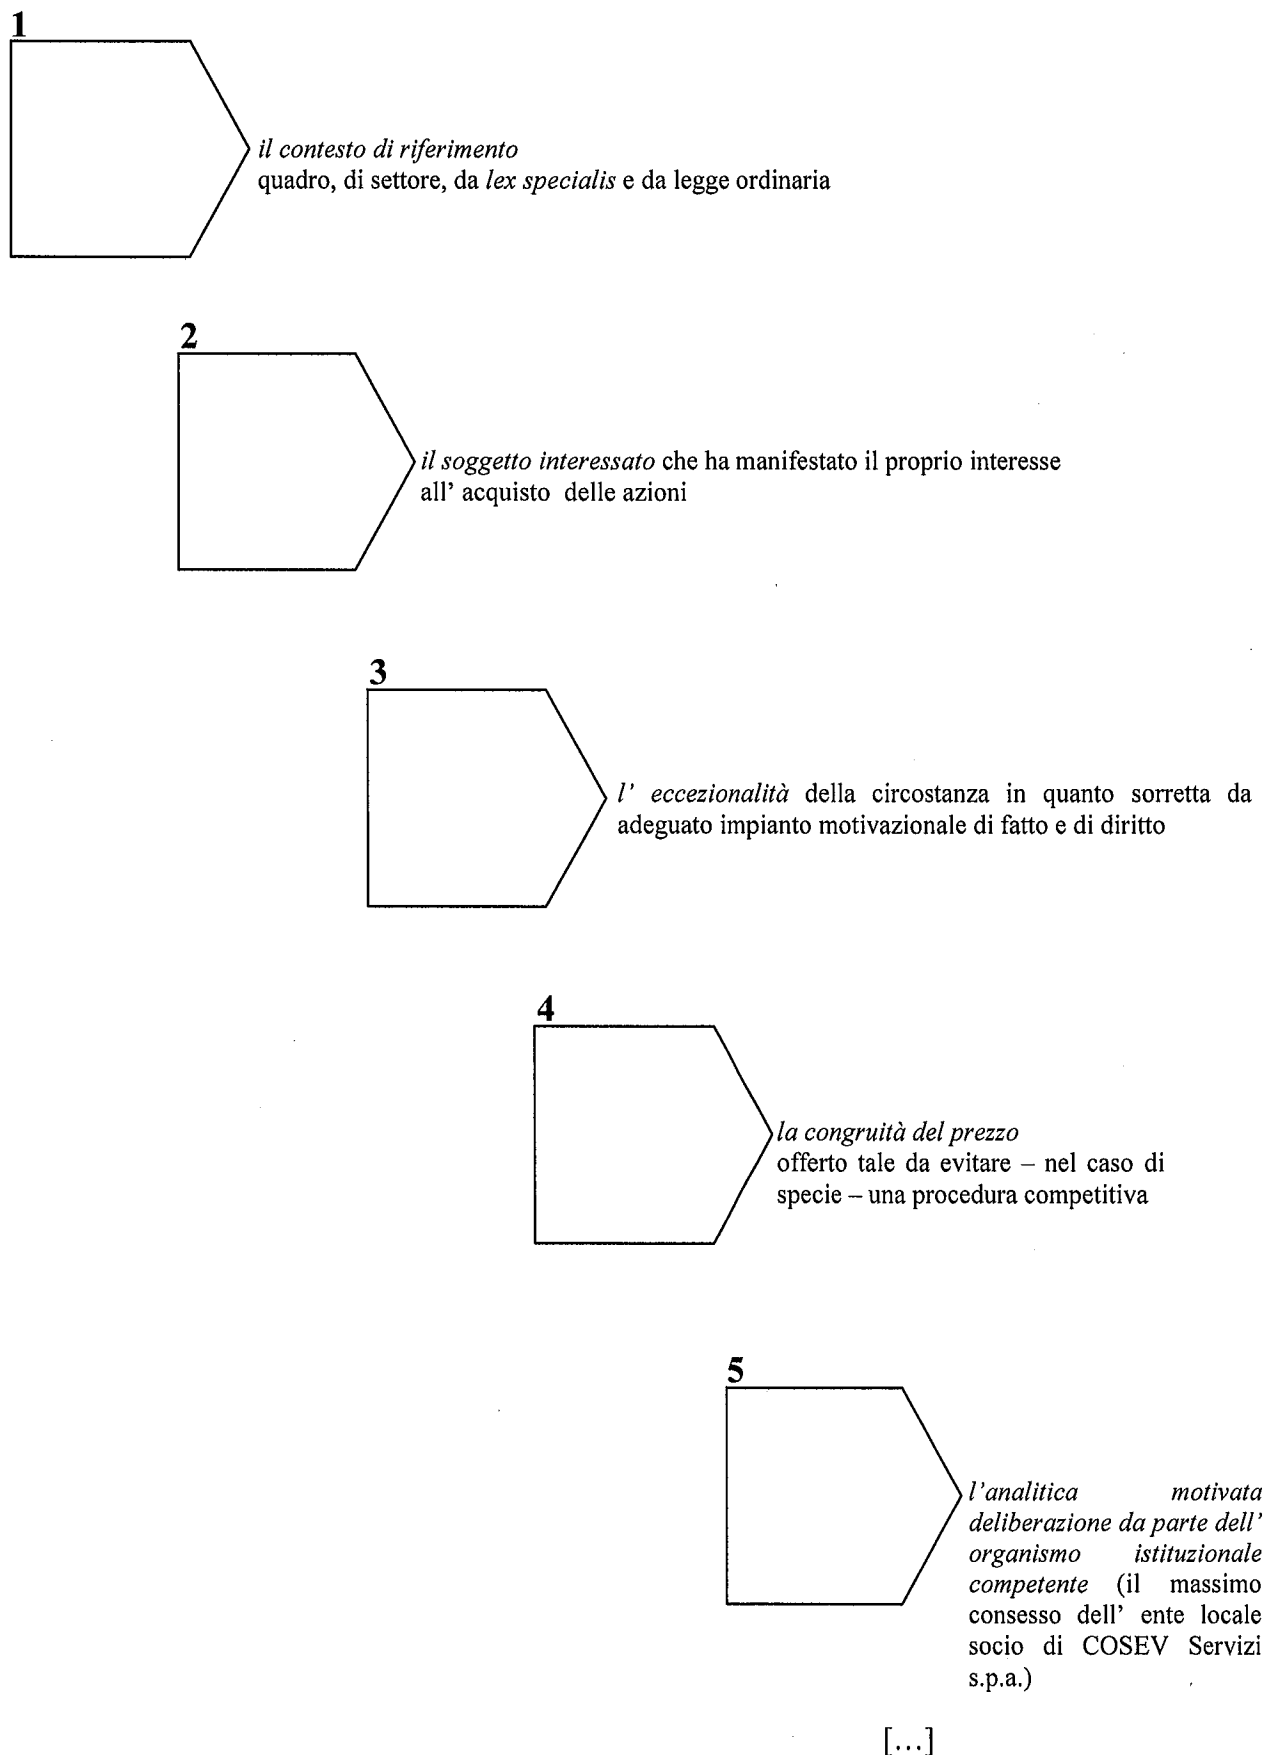 1
il contesto di riferimento
quadro, di settore, da lex specialis e da legge ordinaria
2
il soggetto interessato che ha manifestato il proprio interesse
all' acquisto delle azioni
3
l' eccezionalità della circostanza in quanto sorretta da
adeguato impianto motivazionale di fatto e di diritto
4
la congruità del prezzo
offerto tale da evitare – nel caso di
specie – una procedura competitiva
5
l'analitica motivata
deliberazione da parte dell'
organismo istituzionale
competente (il massimo
consesso dell' ente locale
socio di COSEV Servizi
s.p.a.)
[...]